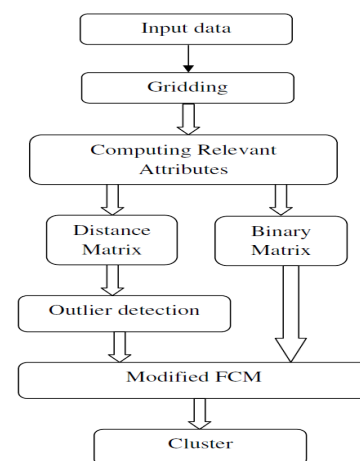 Input data
Gridding
Computing Relevant
Attributes
Distance
Matrix
Binary
Matrix
Outlier detection
Modified FCM
Cluster